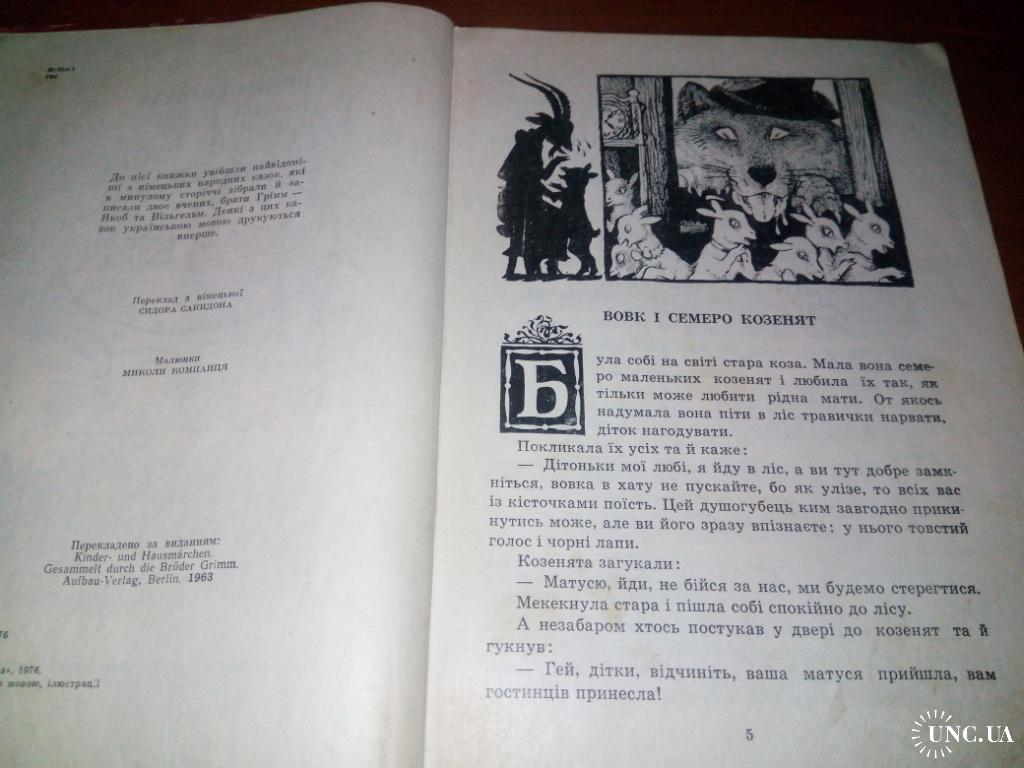 До цієї книжки увійшли найвідомі-
ші з німецьких народних казок, які
в минулому сторіччі зібрали й за-
писали двоє вчених, брати Грімм —
Якоб та Вільгельм. Деякі з цих ка-
зок українською мовою друкуються
вперше.
Переклад з німецької
СИДОРА САКИДОНА
Малюнки
МИКОЛИ КОМПАНЦЯ
Перекладено за виданням:
Kinder- und Hausmärchen.
Gesammelt durch die Brüder Grimm.
Aufbau-Verlag, Berlin. 1963
76
», 1976,
мовою, ілюстрації
ВОВК І СЕМЕРО КОЗЕНЯТ
Була собі на світі стара коза. Мала вона семе-
ро маленьких козенят і любила їх так, як
тільки може любити рідна мати. От якось
надумала вона піти в ліс травички нарвати,
діток нагодувати.
Покликала їх усіх та й каже:
— Дітоньки мої любі, я йду в ліс, а ви тут добре замк-
ніться, вовка в хату не пускайте, бо як улізе, то всіх вас
із кісточками поїсть. Цей душогубець ким завгодно прики-
нутись може, але ви його зразу впізнаєте: у нього товстий
голос і чорні лапи.
Козенята загукали:
— Матусю, йди, не бійся за нас, ми будемо стерегтися.
Мекекнула стара і пішла собі спокійно до лісу.
А незабаром хтось постукав у двері до козенят та й
гукнув:
— Гей, дітки, відчиніть, ваша матуся прийшла, вам
гостинців принесла!
5
UNC.UA